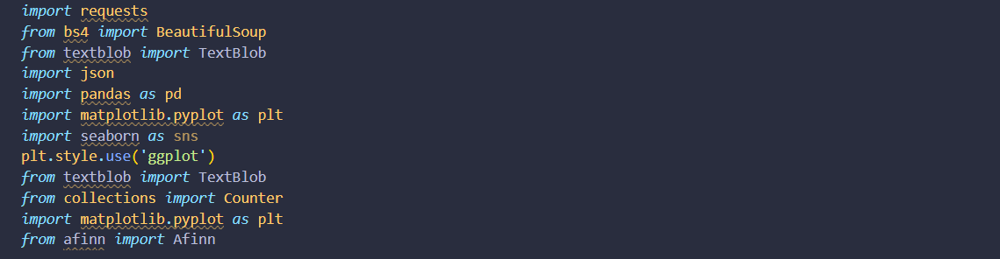 import requests
from bs4 import BeautifulSoup
from textblob import TextBlob
import json
import pandas as pd
import matplotlib.pyplot as plt
import seaborn as sns
plt.style.use('ggplot')
from textblob import TextBlob
from collections import Counter
import matplotlib.pyplot as plt
from afinn import Afinn